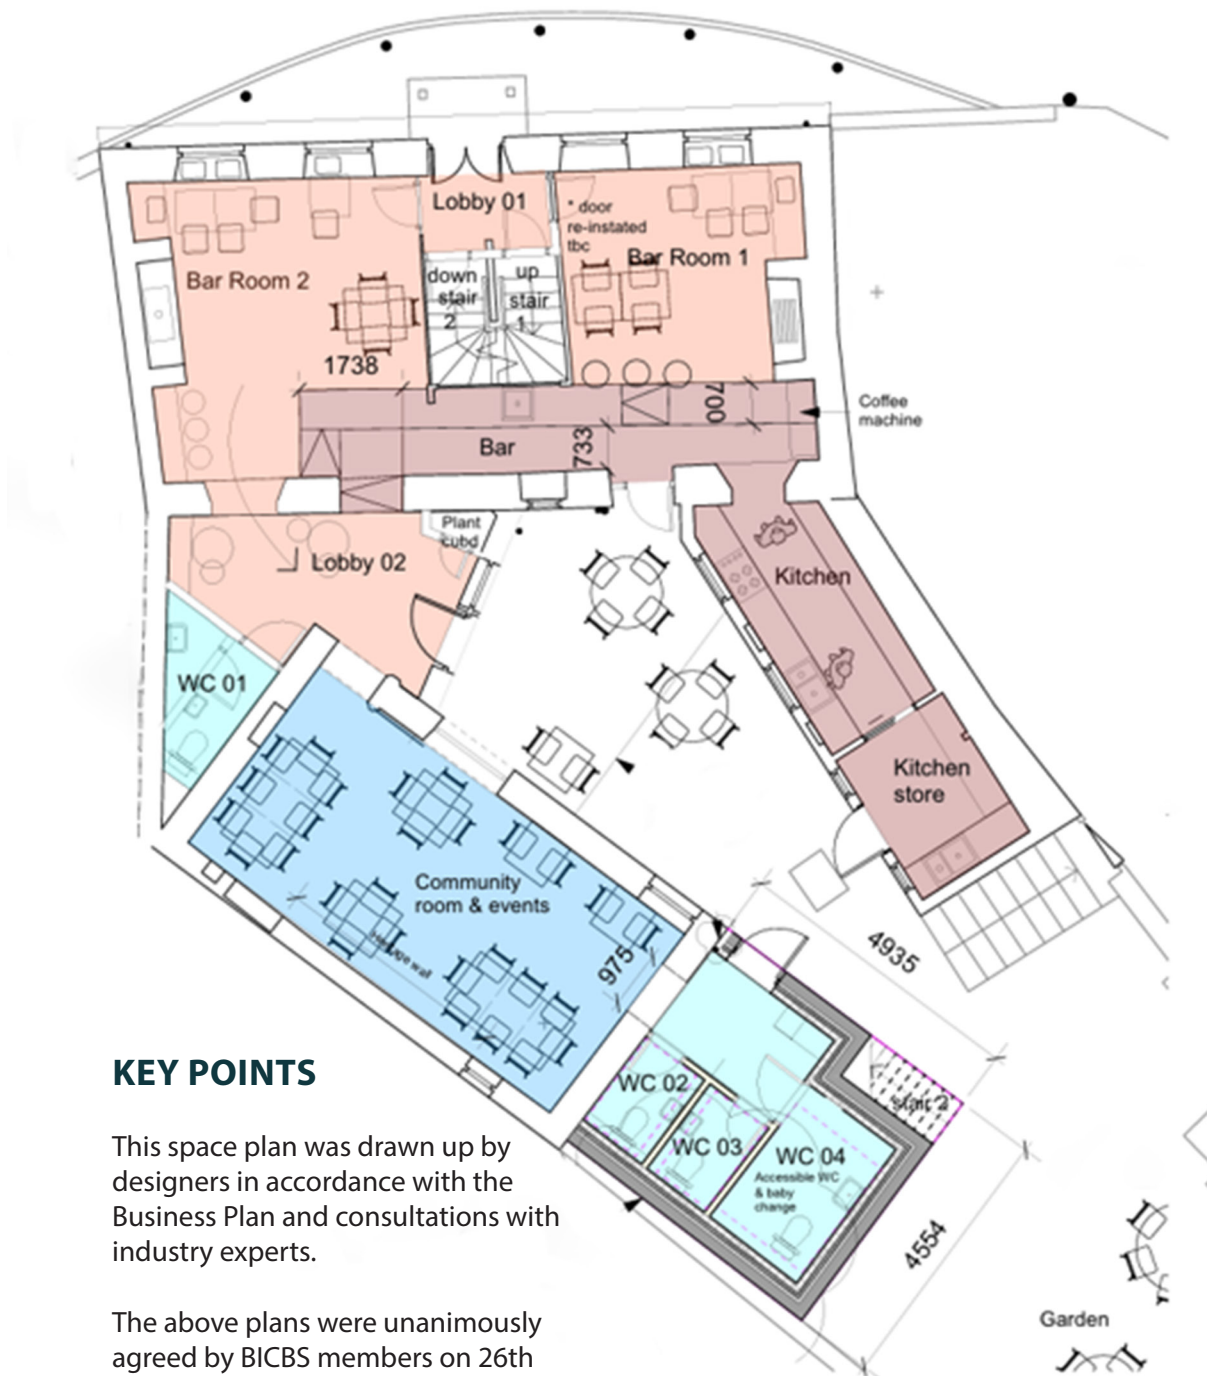 Lobby 01
* door
re-instated
tbc
Bar Room 1
Bar Room 2
down
stair
2
up
stair
1
1738
700
Coffee
machine
Bar
733
Plant
cubd
Lobby 02
Kitchen
WC 01
Kitchen
store
Community
room & events
975
4935
WC 02
WC 03
WC 04
Accessible WC
& baby
change
stair 2
4554
Garden
KEY POINTS
This space plan was drawn up by
designers in accordance with the
Business Plan and consultations with
industry experts.
The above plans were unanimously
agreed by BICBS members on 26th